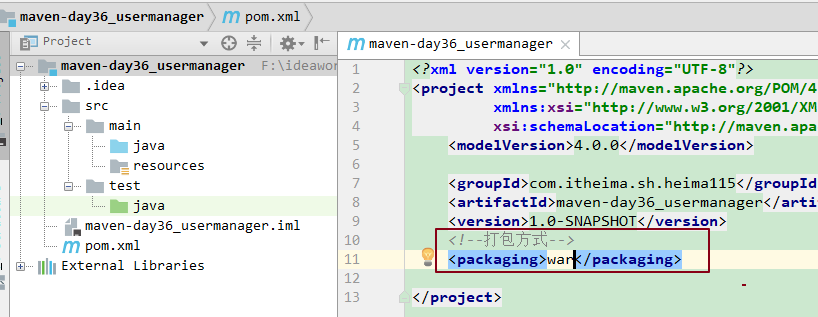 maven-day36_usermanager pom.xml
Project
maven-day36_usermanager F:\ideawor
.idea
src
main
java
resources
test
java
maven-day36_usermanager.iml
pom.xml
External Libraries
maven-day36_usermanager
1 <?xml version="1.0" encoding="UTF-8"?>
2 <project xmlns="http://maven.apache.org/POM/4
3 xmlns:xsi="http://www.w3.org/2001/XM
4 xsi:schemaLocation="http://maven.apa
5 <modelVersion>4.0.0</modelVersion>
6
7 <groupId>com.itheima.sh.heima115</groupId
8 <artifactId>maven-day36_usermanager</arti
9 <version>1.0-SNAPSHOT</version>
10 <!--打包方式-->
11 <packaging>war</packaging>
12
13 </project>